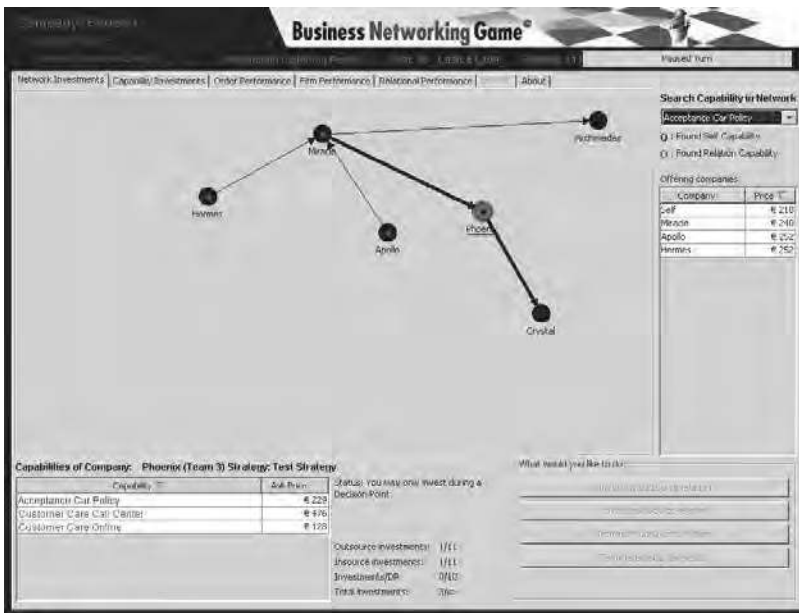 Business Networking Game©
Paused Turn
Network Investments
Capability Investments
Order Performance
Firm Performance
Relational Performance
About
Search Capability in Network
Acceptance Car Policy
: Found Self Capability
: Found Relation Capability
Offering companies:
Company Price
Self € 210
Miracle € 240
Apollo € 252
Hermes € 252
Miracle
Hermes
Apollo
Crystal
Capabilities of Company: Phoenix (Team 3) Strategy: Test Strategy
Capability Ask Price
Acceptance Car Policy € 229
Customer Care Call Center € 476
Customer Care Online € 128
Status: You may only invest during a
Decision Point
Outsource investments: 1/11
Insource investments: 1/11
Investments/DP 0/10
Total investments:
What would you like to do: